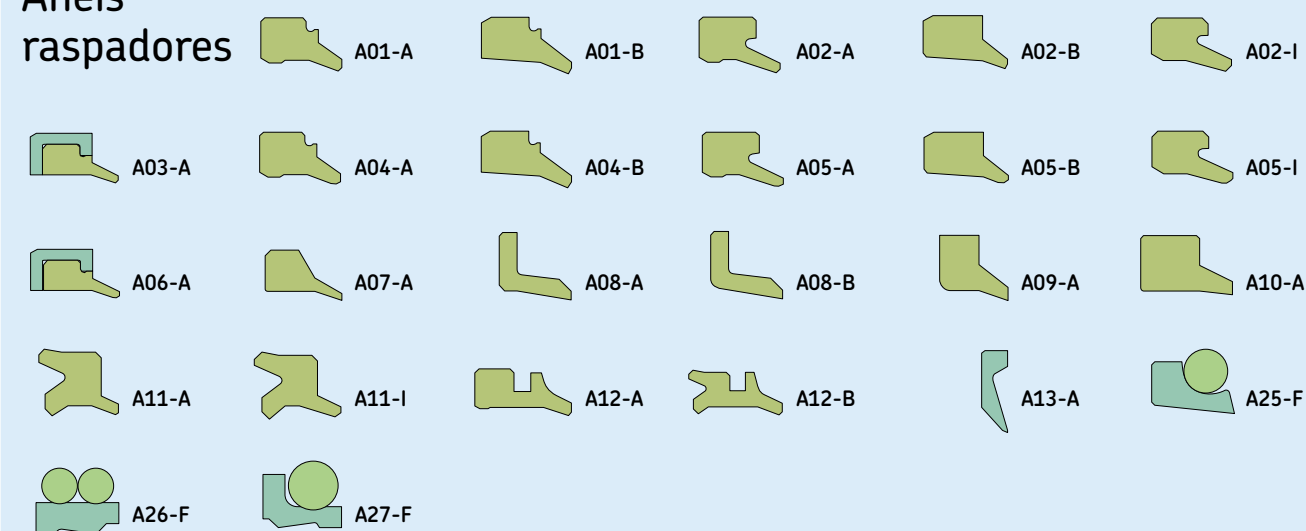 Anéis
raspadores
A01-A
A01-B
A02-A
A02-B
A02-I
A03-A
A04-A
A04-B
A05-A
A05-B
A05-I
A06-A
A07-A
A08-A
A08-B
A09-A
A10-A
A11-A
A11-I
A12-A
A12-B
A13-A
A25-F
A26-F
A27-F